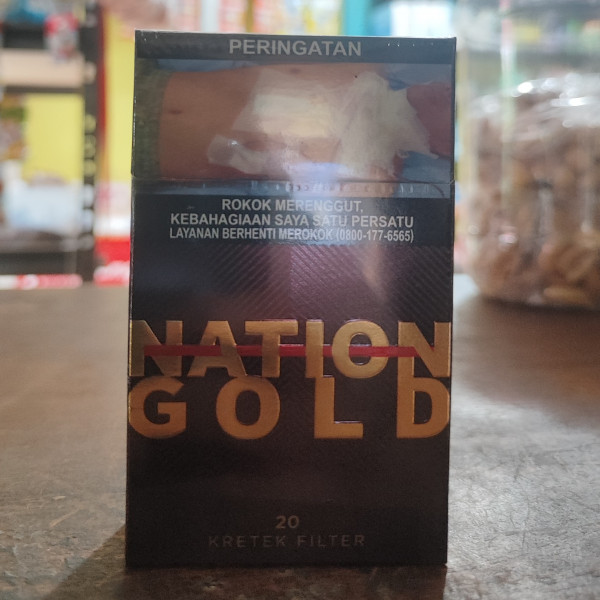 PERINGATAN
ROKOK MERENGGUT,
KEBAHAGIAAN SAYA SATU PERSATU
LAYANAN BERHENTI MEROKOK (0800-177-6565)
NATION
GOLD
20
KRETEK FILTER